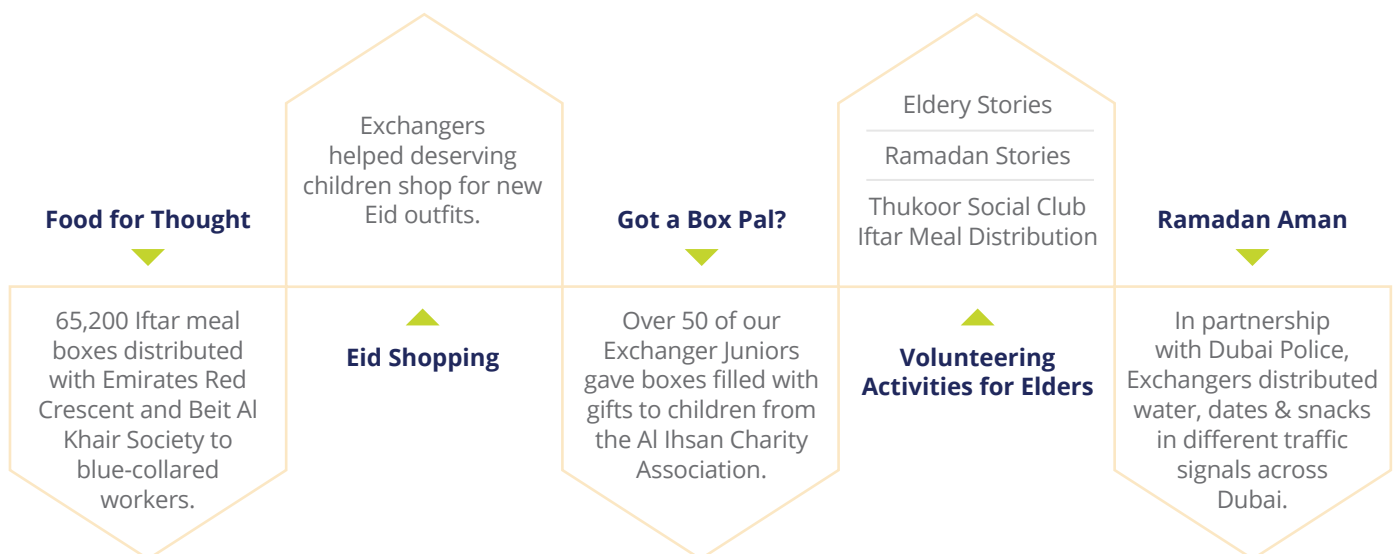 Food for Thought
65,200 Iftar meal
boxes distributed
with Emirates Red
Crescent and Beit Al
Khair Society to
blue-collared
workers.
Exchangers
helped deserving
children shop for new
Eid outfits.
Eid Shopping
Got a Box Pal?
Over 50 of our
Exchanger Juniors
gave boxes filled with
gifts to children from
the Al Ihsan Charity
Association.
Eldery Stories
Ramadan Stories
Thukoor Social Club
Iftar Meal Distribution
Volunteering
Activities for Elders
Ramadan Aman
In partnership
with Dubai Police,
Exchangers distributed
water, dates & snacks
in different traffic
signals across
Dubai.